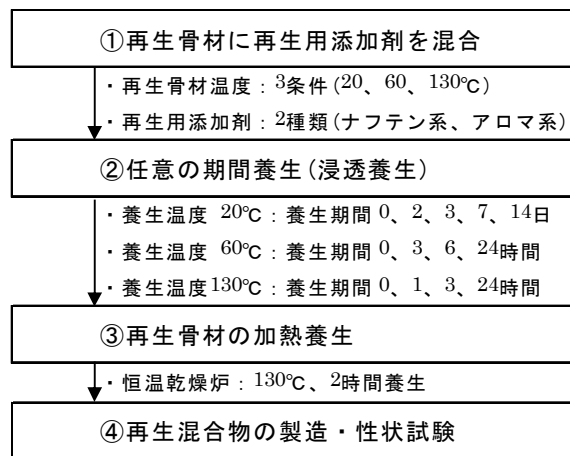 ①再生骨材に再生用添加剤を混合
・再生骨材温度：3条件(20、60、130℃)
・再生用添加剤：2種類(ナフテン系、アロマ系)
②任意の期間養生(浸透養生)
・養生温度 20℃：養生期間 0、2、3、7、14日
・養生温度 60℃：養生期間 0、3、6、24時間
・養生温度130℃：養生期間 0、1、3、24時間
③再生骨材の加熱養生
・恒温乾燥炉：130℃、2時間養生
④再生混合物の製造・性状試験